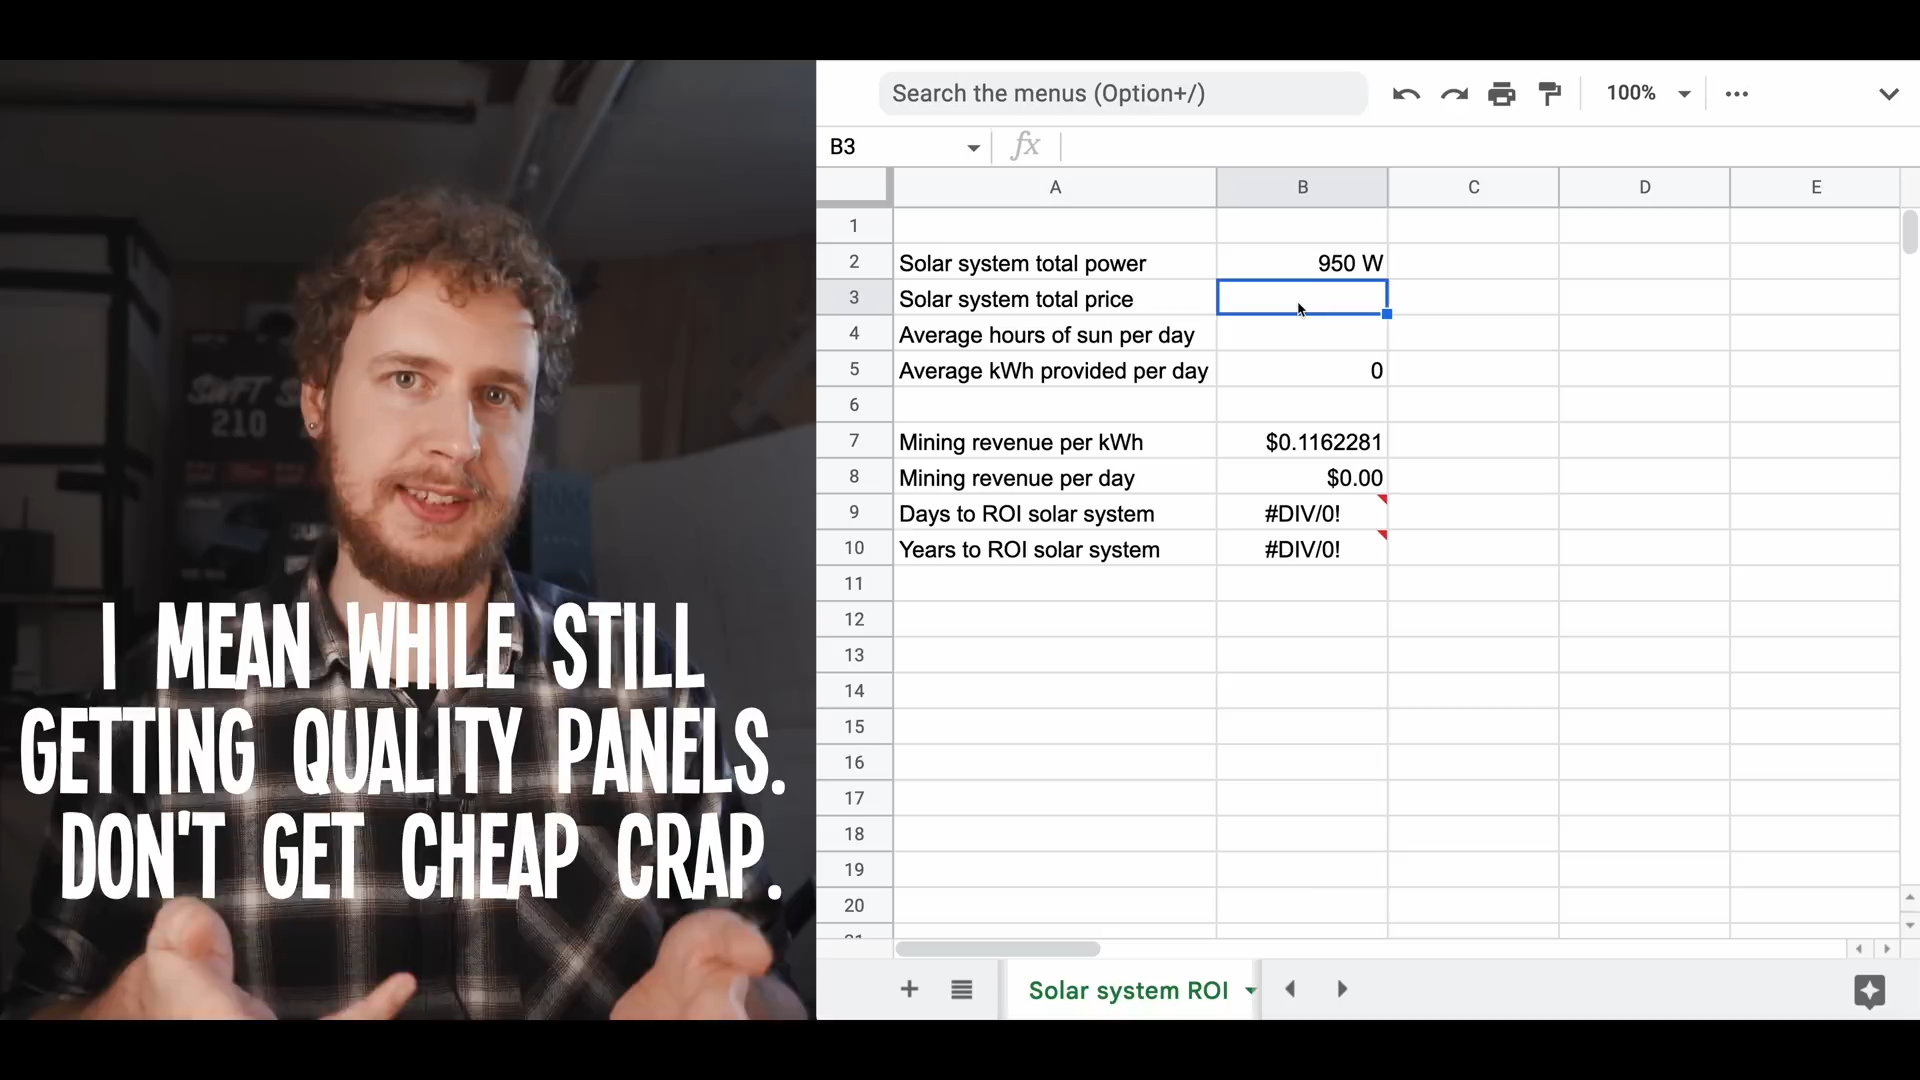 SWIFT
210
I MEAN WHILE STILL
GETTING QUALITY PANELS.
DON'T GET CHEAP CRAP.
Search the menus (Option+/)
100%
B3
fx
A B C D E
1
2 Solar system total power 950 W
3 Solar system total price
4 Average hours of sun per day
5 Average kWh provided per day 0
6
7 Mining revenue per kWh $0.1162281
8 Mining revenue per day $0.00
9 Days to ROI solar system #DIV/0!
10 Years to ROI solar system #DIV/0!
11
12
13
14
15
16
17
18
19
20
Solar system ROI